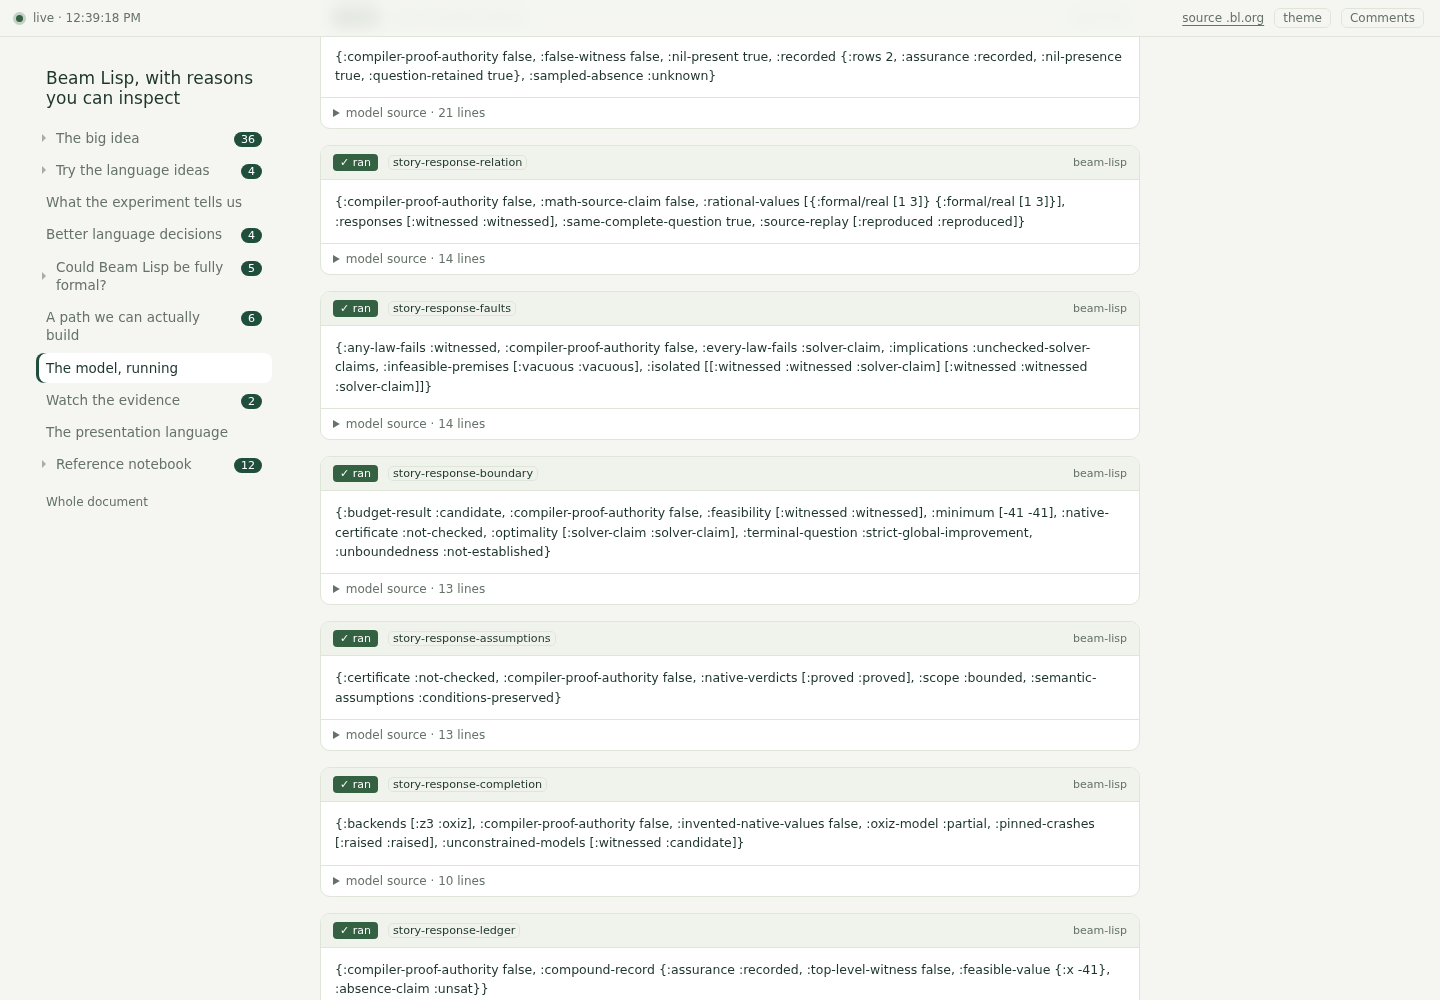 live · 12:39:18 PM
source .bl.org
theme
Comments
Beam Lisp, with reasons
you can inspect
The big idea
36
Try the language ideas
4
What the experiment tells us
Better language decisions
4
Could Beam Lisp be fully
formal?
5
A path we can actually
build
6
The model, running
Watch the evidence
2
The presentation language
Reference notebook
12
Whole document
{:compiler-proof-authority false, :false-witness false, :nil-present true, :recorded {:rows 2, :assurance :recorded, :nil-presence
true, :question-retained true}, :sampled-absence :unknown}
▶ model source · 21 lines
✓ ran
story-response-relation
beam-lisp
{:compiler-proof-authority false, :math-source-claim false, :rational-values [{:formal/real [1 3]} {:formal/real [1 3]}],
:responses [:witnessed :witnessed], :same-complete-question true, :source-replay [:reproduced :reproduced]}
▶ model source · 14 lines
✓ ran
story-response-faults
beam-lisp
{:any-law-fails :witnessed, :compiler-proof-authority false, :every-law-fails :solver-claim, :implications :unchecked-solver-
claims, :infeasible-premises [:vacuous :vacuous], :isolated [[:witnessed :witnessed :solver-claim] [:witnessed :witnessed
:solver-claim]]}
▶ model source · 14 lines
✓ ran
story-response-boundary
beam-lisp
{:budget-result :candidate, :compiler-proof-authority false, :feasibility [:witnessed :witnessed], :minimum [-41 -41], :native-
certificate :not-checked, :optimality [:solver-claim :solver-claim], :terminal-question :strict-global-improvement,
:unboundedness :not-established}
▶ model source · 13 lines
✓ ran
story-response-assumptions
beam-lisp
{:certificate :not-checked, :compiler-proof-authority false, :native-verdicts [:proved :proved], :scope :bounded, :semantic-
assumptions :conditions-preserved}
▶ model source · 13 lines
✓ ran
story-response-completion
beam-lisp
{:backends [:z3 :oxiz], :compiler-proof-authority false, :invented-native-values false, :oxiz-model :partial, :pinned-crashes
[:raised :raised], :unconstrained-models [:witnessed :candidate]}
▶ model source · 10 lines
✓ ran
story-response-ledger
beam-lisp
{:compiler-proof-authority false, :compound-record {:assurance :recorded, :top-level-witness false, :feasible-value {:x -41},
:absence-claim :unsat}}